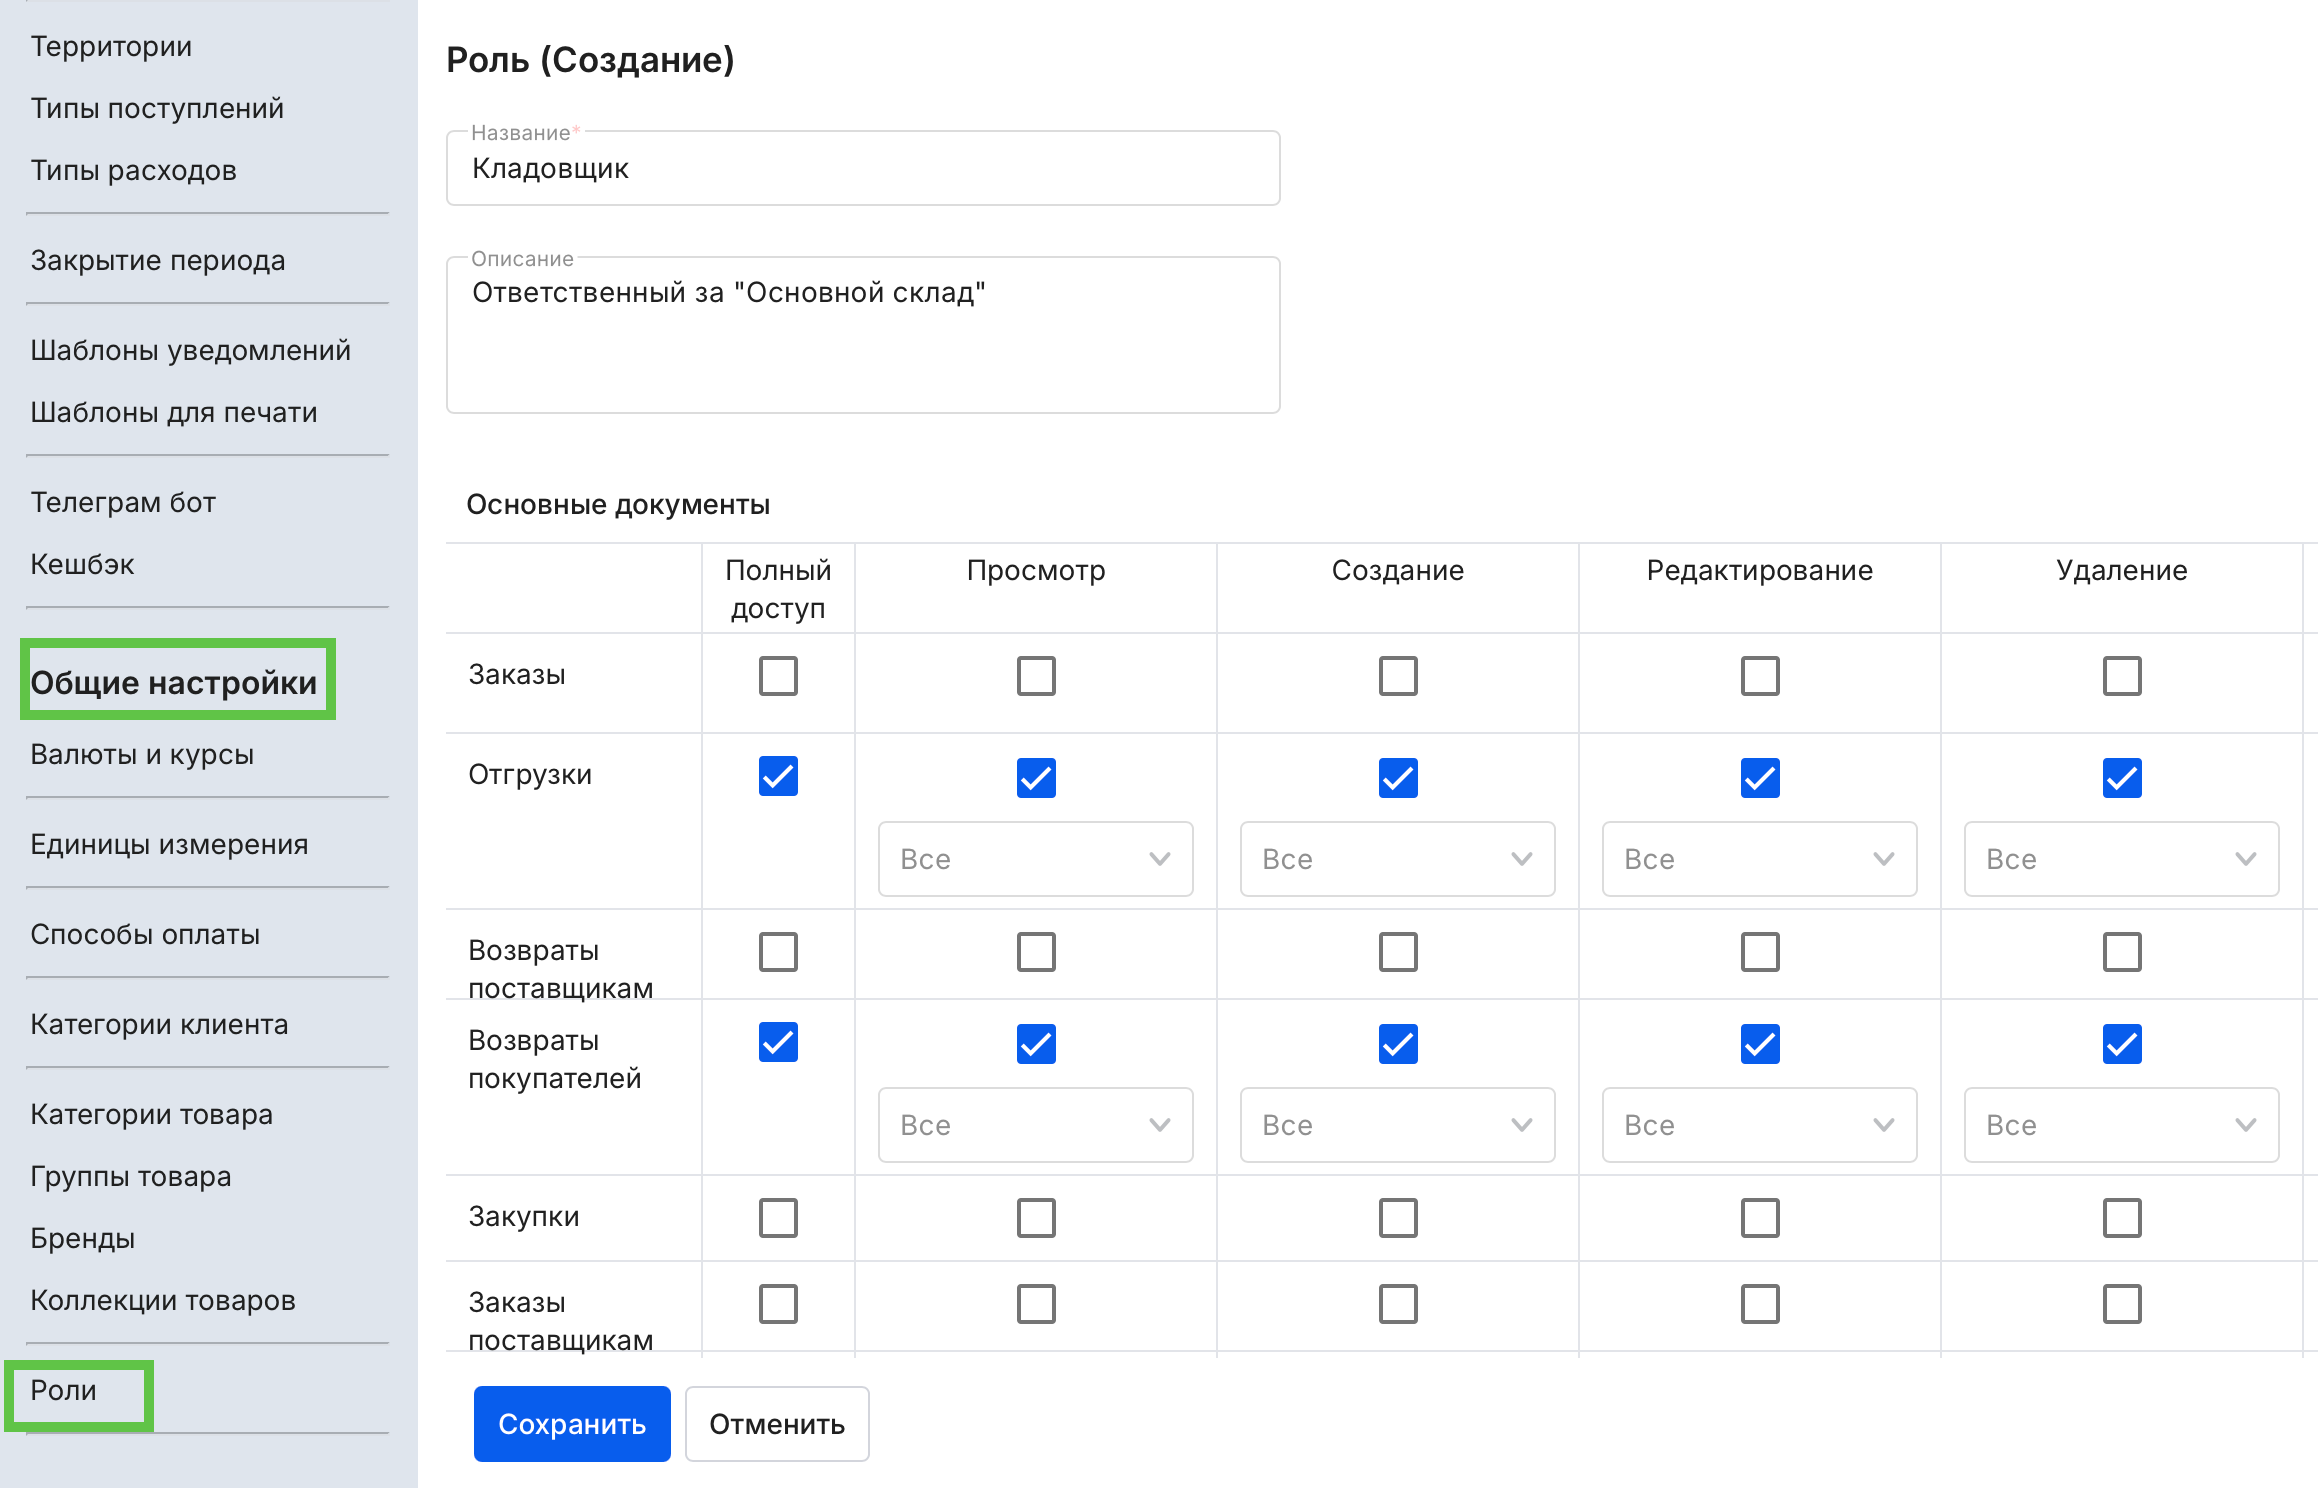 Территории
Типы поступлений
Типы расходов
Закрытие периода
Шаблоны уведомлений
Шаблоны для печати
Телеграм бот
Кешбэк
Общие настройки
Валюты и курсы
Единицы измерения
Способы оплаты
Категории клиента
Категории товара
Группы товара
Бренды
Коллекции товаров
Роли
Роль (Создание)
Название*
Кладовщик
Описание
Ответственный за "Основной склад"
Основные документы
Полный доступ Просмотр Создание Редактирование Удаление
Заказы
Отгрузки
Все Все Все Все
Возвраты
поставщикам
Возвраты
покупателей
Все Все Все Все
Закупки
Заказы
поставщикам
Сохранить Отменить